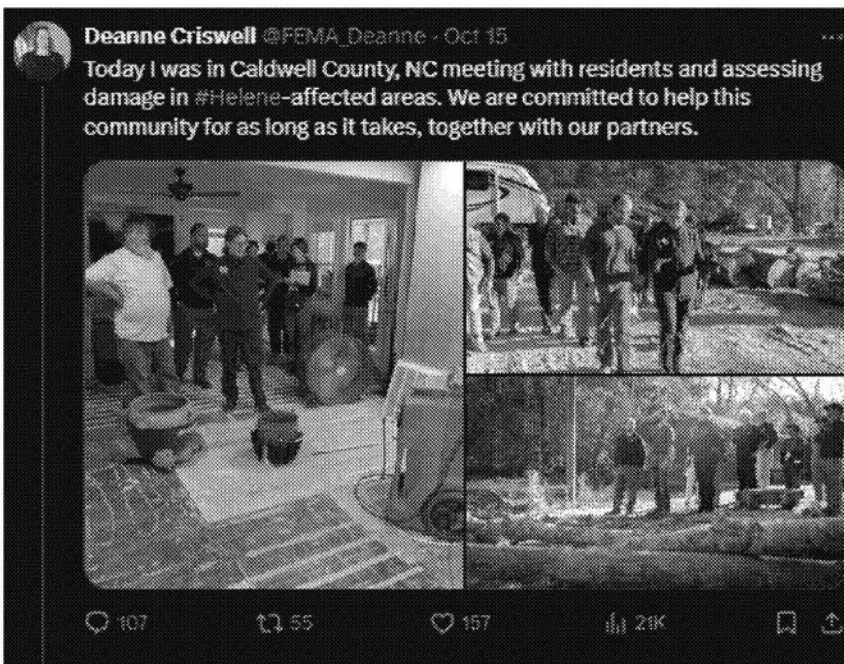 Deanne Criswell @FEMA_Deanne · Oct 15
Today I was in Caldwell County, NC meeting with residents and assessing
damage in #Helene-affected areas. We are committed to help this
community for as long as it takes, together with our partners.
107 55 157 21K